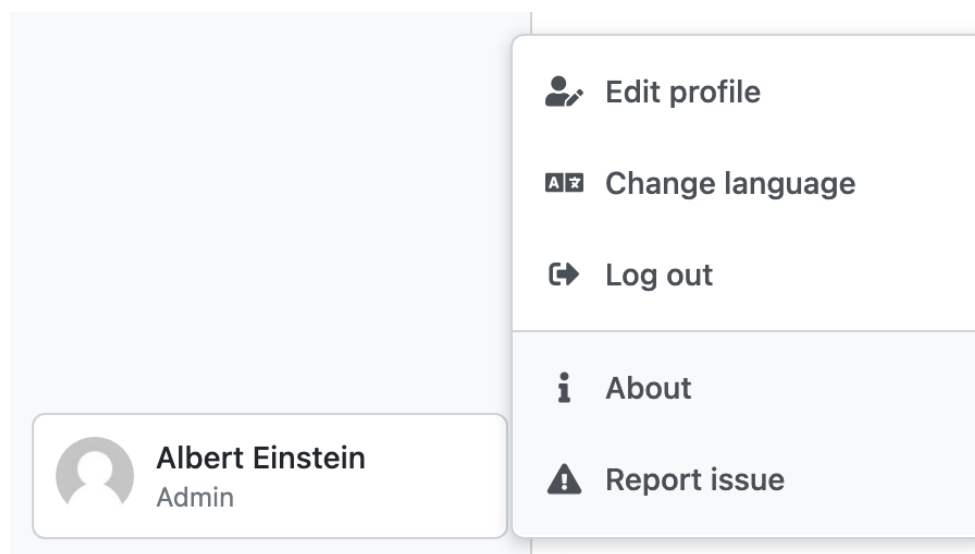 Edit profile
Change language
Log out
About
Report issue
Albert Einstein
Admin